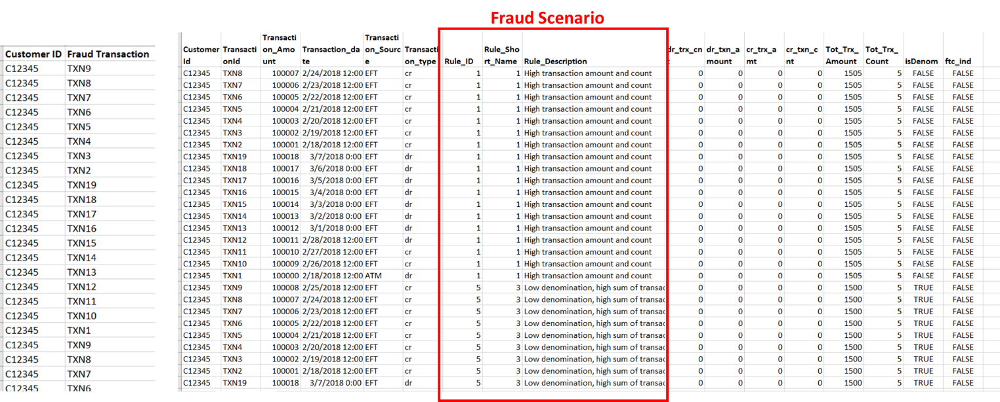 Fraud Scenario
Customer ID Fraud Transaction
C12345 TXN9
C12345 TXN8
C12345 TXN7
C12345 TXN6
C12345 TXN5
C12345 TXN4
C12345 TXN3
C12345 TXN2
C12345 TXN19
C12345 TXN18
C12345 TXN17
C12345 TXN16
C12345 TXN15
C12345 TXN14
C12345 TXN13
C12345 TXN12
C12345 TXN11
C12345 TXN10
C12345 TXN1
C12345 TXN9
C12345 TXN8
C12345 TXN7
C12345 TXN6
Transacti Transacti
Customer Transacti on_Amo Transaction_da on_Sourc Transacti Rule_Sho dr_trx_cn dr_txn_a cr_trx_a cr_txn_c Tot_Trx_ Tot_Trx_
Id onId unt te e on_type Rule_ID rt_Name Rule_Description t mount mt nt Amount Count isDenom ftc_ind
C12345 TXN8 100007 2/24/2018 12:00 EFT cr 1 1 High transaction amount and count 0 0 0 0 1505 5 FALSE FALSE
C12345 TXN7 100006 2/23/2018 12:00 EFT cr 1 1 High transaction amount and count 0 0 0 0 1505 5 FALSE FALSE
C12345 TXN6 100005 2/22/2018 12:00 EFT cr 1 1 High transaction amount and count 0 0 0 0 1505 5 FALSE FALSE
C12345 TXN5 100004 2/21/2018 12:00 EFT cr 1 1 High transaction amount and count 0 0 0 0 1505 5 FALSE FALSE
C12345 TXN4 100003 2/20/2018 12:00 EFT cr 1 1 High transaction amount and count 0 0 0 0 1505 5 FALSE FALSE
C12345 TXN3 100002 2/19/2018 12:00 EFT cr 1 1 High transaction amount and count 0 0 0 0 1505 5 FALSE FALSE
C12345 TXN2 100001 2/18/2018 12:00 EFT cr 1 1 High transaction amount and count 0 0 0 0 1505 5 FALSE FALSE
C12345 TXN19 100018 3/7/2018 0:00 EFT dr 1 1 High transaction amount and count 0 0 0 0 1505 5 FALSE FALSE
C12345 TXN18 100017 3/6/2018 0:00 EFT dr 1 1 High transaction amount and count 0 0 0 0 1505 5 FALSE FALSE
C12345 TXN17 100016 3/5/2018 0:00 EFT dr 1 1 High transaction amount and count 0 0 0 0 1505 5 FALSE FALSE
C12345 TXN16 100015 3/4/2018 0:00 EFT dr 1 1 High transaction amount and count 0 0 0 0 1505 5 FALSE FALSE
C12345 TXN15 100014 3/3/2018 0:00 EFT dr 1 1 High transaction amount and count 0 0 0 0 1505 5 FALSE FALSE
C12345 TXN14 100013 3/2/2018 0:00 EFT dr 1 1 High transaction amount and count 0 0 0 0 1505 5 FALSE FALSE
C12345 TXN13 100012 3/1/2018 0:00 EFT dr 1 1 High transaction amount and count 0 0 0 0 1505 5 FALSE FALSE
C12345 TXN12 100011 2/28/2018 12:00 EFT dr 1 1 High transaction amount and count 0 0 0 0 1505 5 FALSE FALSE
C12345 TXN11 100010 2/27/2018 12:00 EFT cr 1 1 High transaction amount and count 0 0 0 0 1505 5 FALSE FALSE
C12345 TXN10 100009 2/26/2018 12:00 EFT cr 1 1 High transaction amount and count 0 0 0 0 1505 5 FALSE FALSE
C12345 TXN1 100000 2/18/2018 12:00 ATM dr 1 1 High transaction amount and count 0 0 0 0 1505 5 FALSE FALSE
C12345 TXN9 100008 2/25/2018 12:00 EFT cr 5 3 Low denomination, high sum of transac 0 0 0 0 1500 5 TRUE FALSE
C12345 TXN8 100007 2/24/2018 12:00 EFT cr 5 3 Low denomination, high sum of transac 0 0 0 0 1500 5 TRUE FALSE
C12345 TXN7 100006 2/23/2018 12:00 EFT cr 5 3 Low denomination, high sum of transac 0 0 0 0 1500 5 TRUE FALSE
C12345 TXN6 100005 2/22/2018 12:00 EFT cr 5 3 Low denomination, high sum of transac 0 0 0 0 1500 5 TRUE FALSE
C12345 TXN5 100004 2/21/2018 12:00 EFT cr 5 3 Low denomination, high sum of transac 0 0 0 0 1500 5 TRUE FALSE
C12345 TXN4 100003 2/20/2018 12:00 EFT cr 5 3 Low denomination, high sum of transac 0 0 0 0 1500 5 TRUE FALSE
C12345 TXN3 100002 2/19/2018 12:00 EFT cr 5 3 Low denomination, high sum of transac 0 0 0 0 1500 5 TRUE FALSE
C12345 TXN2 100001 2/18/2018 12:00 EFT cr 5 3 Low denomination, high sum of transac 0 0 0 0 1500 5 TRUE FALSE
C12345 TXN19 100018 3/7/2018 0:00 EFT dr 5 3 Low denomination, high sum of transac 0 0 0 0 1500 5 TRUE FALSE